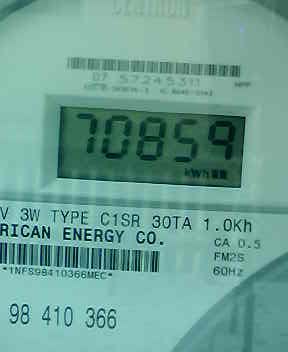 07 57245311
70859
kWh
V 3W TYPE C1SR 30TA 1.0Kh
RICAN ENERGY CO.
CA 0.5
FM2S
*1NFS98410366MEC*
60Hz
98 410 366